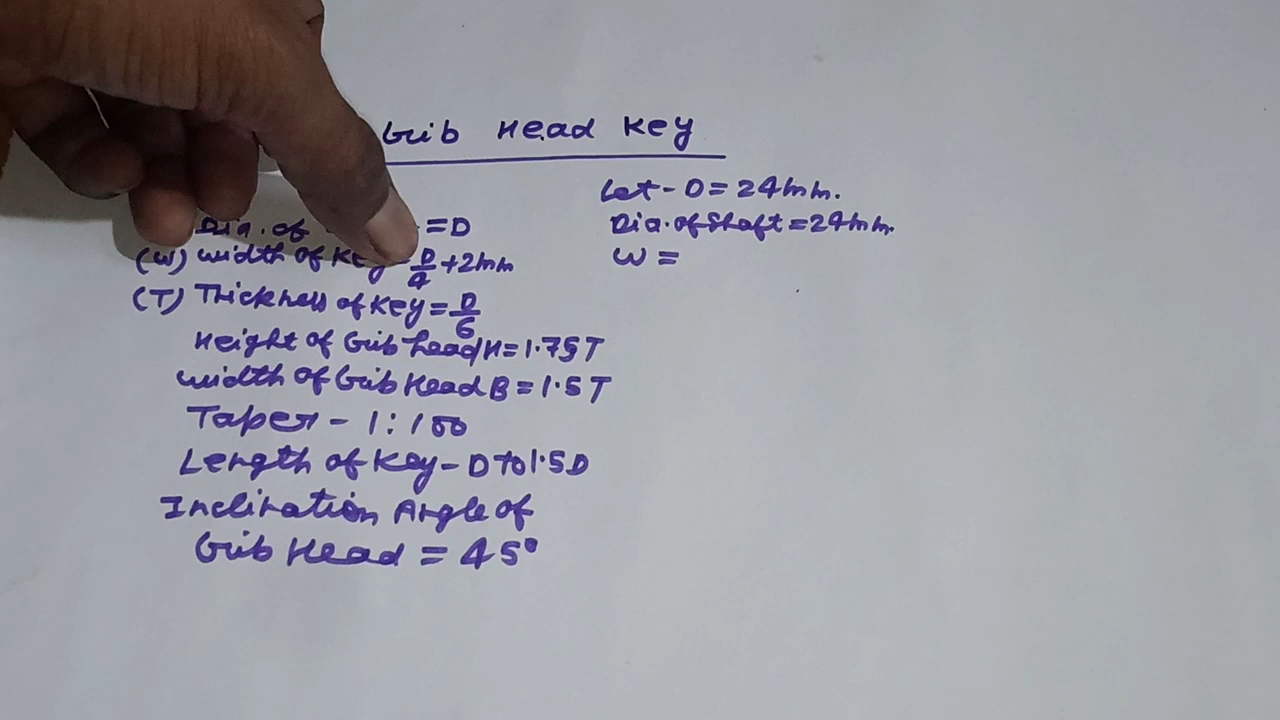 Gib Head Key
Dia. of = D
(W) Width of Key = D/4 + 2mm
(T) Thickness of Key = D/6
Height of Gib head H = 1.75T
Width of Gib Head B = 1.5T
Taper - 1:100
Length of Key - D to 1.5D
Inclination Angle of
Gib Head = 45°
Let - D = 24mm.
Dia. of Shaft = 24mm.
W =